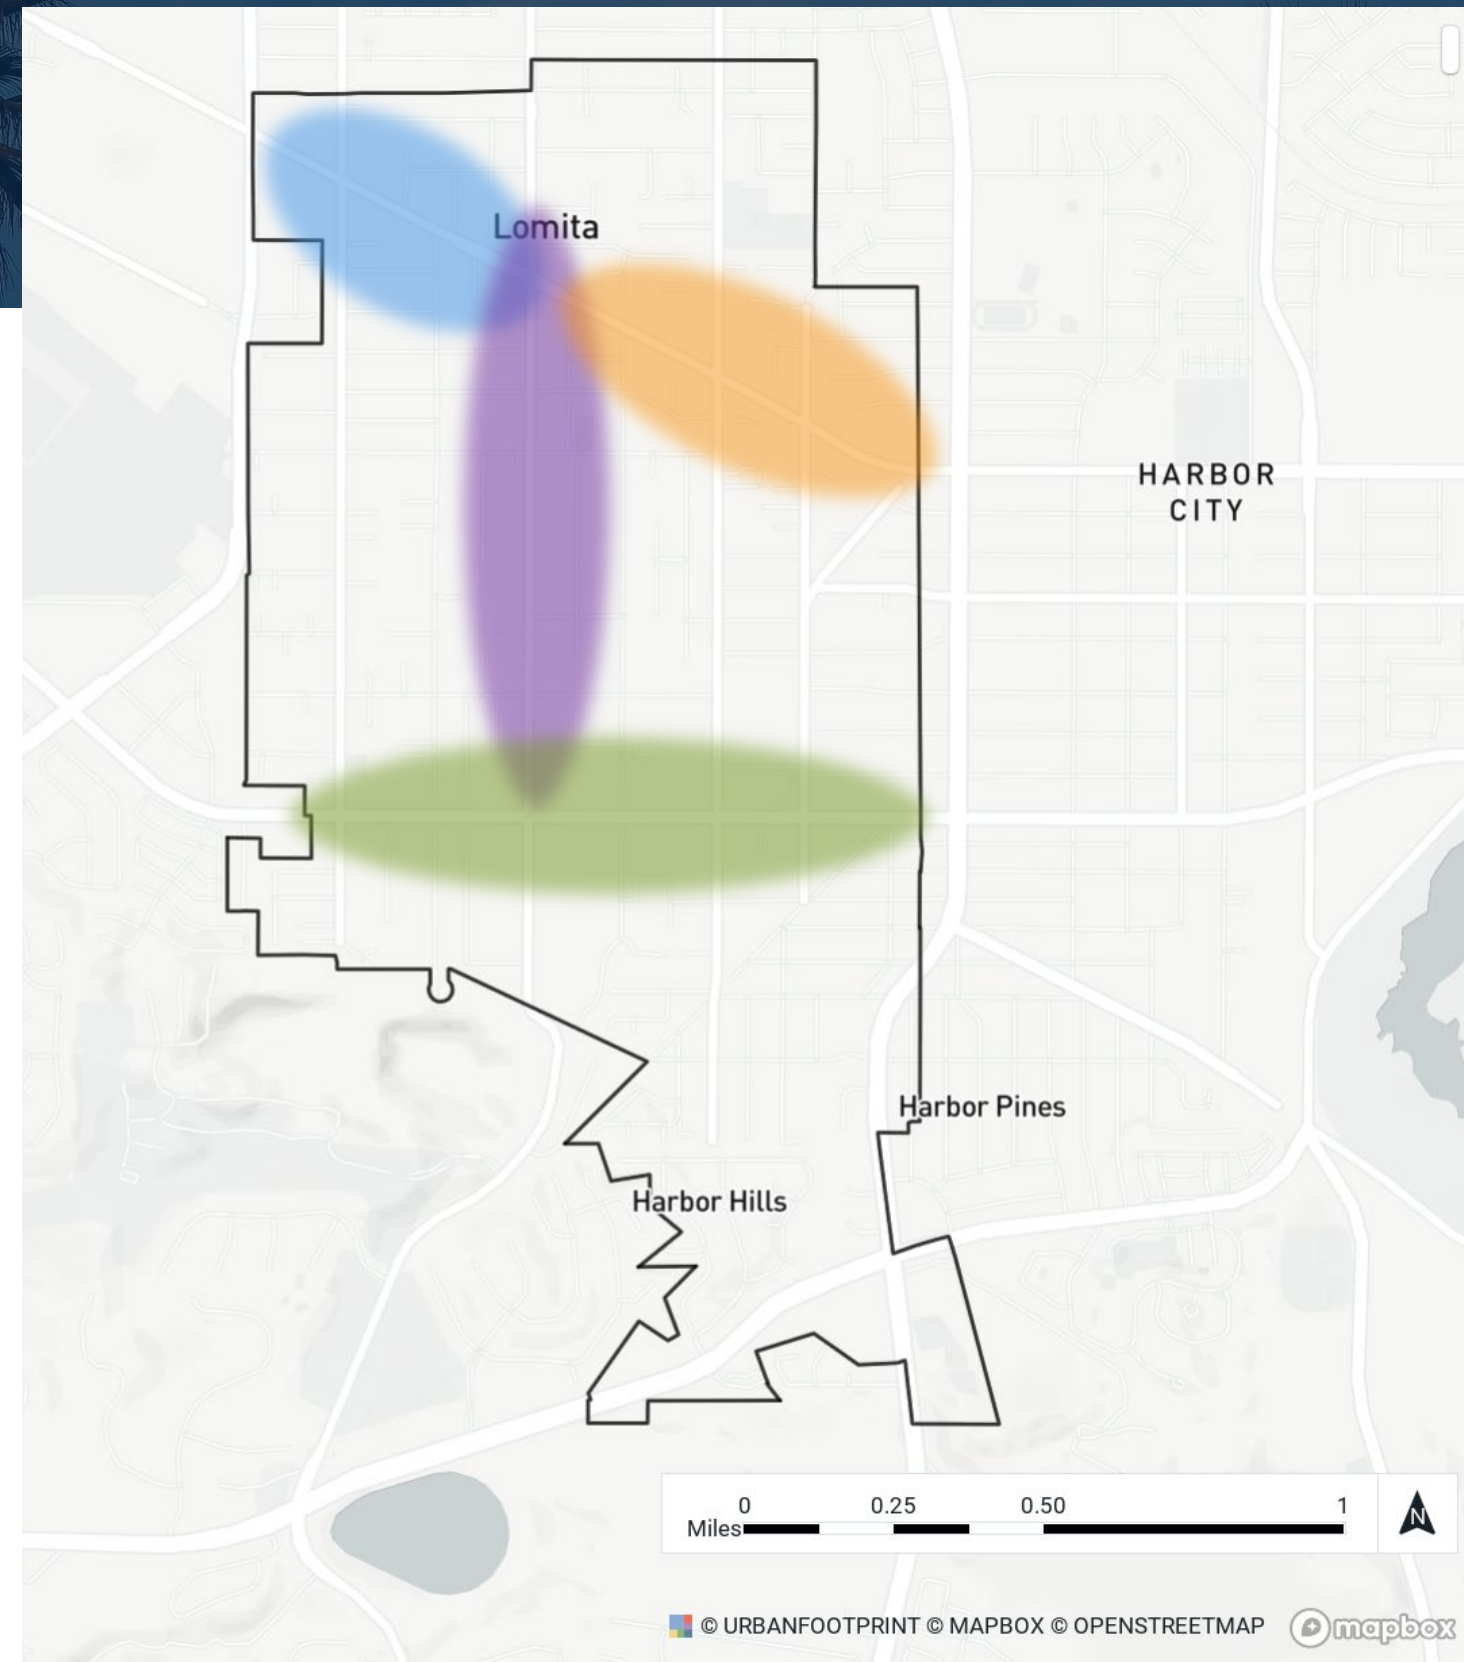 Lomita
HARBOR
CITY
Harbor Pines
Harbor Hills
0 0.25 0.50 1
Miles
N
© URBANFOOTPRINT © MAPBOX © OPENSTREETMAP
mapbox